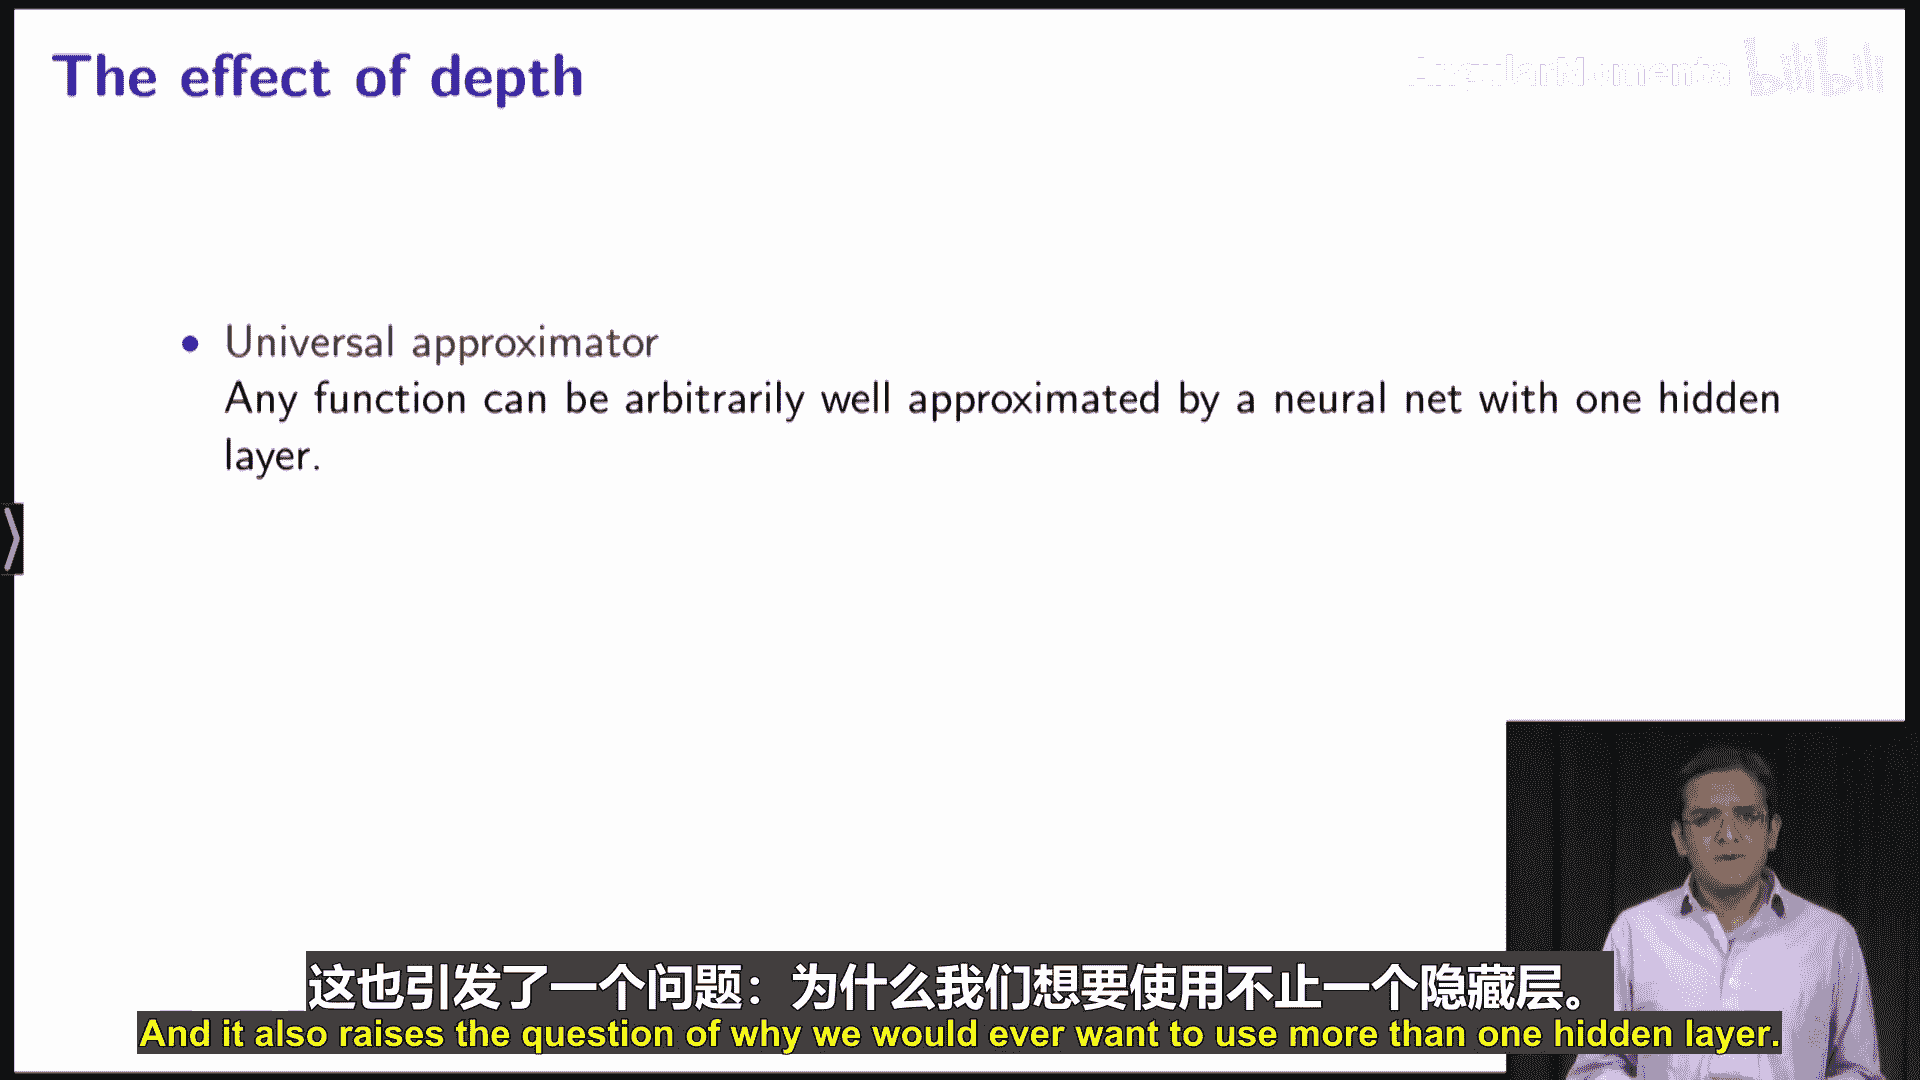 The effect of depth
AngularMomenta bilibili
• Universal approximator
Any function can be arbitrarily well approximated by a neural net with one hidden
layer.
这也引发了一个问题：为什么我们想要使用不止一个隐藏层。
And it also raises the question of why we would ever want to use more than one hidden layer.